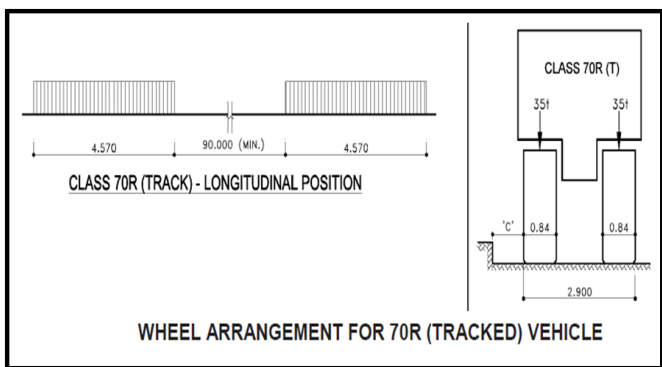 4.570
90.000 (MIN.)
4.570
CLASS 70R (TRACK) - LONGITUDINAL POSITION
CLASS 70R (T)
35t 35t
'C' 0.84 0.84
2.900
WHEEL ARRANGEMENT FOR 70R (TRACKED) VEHICLE